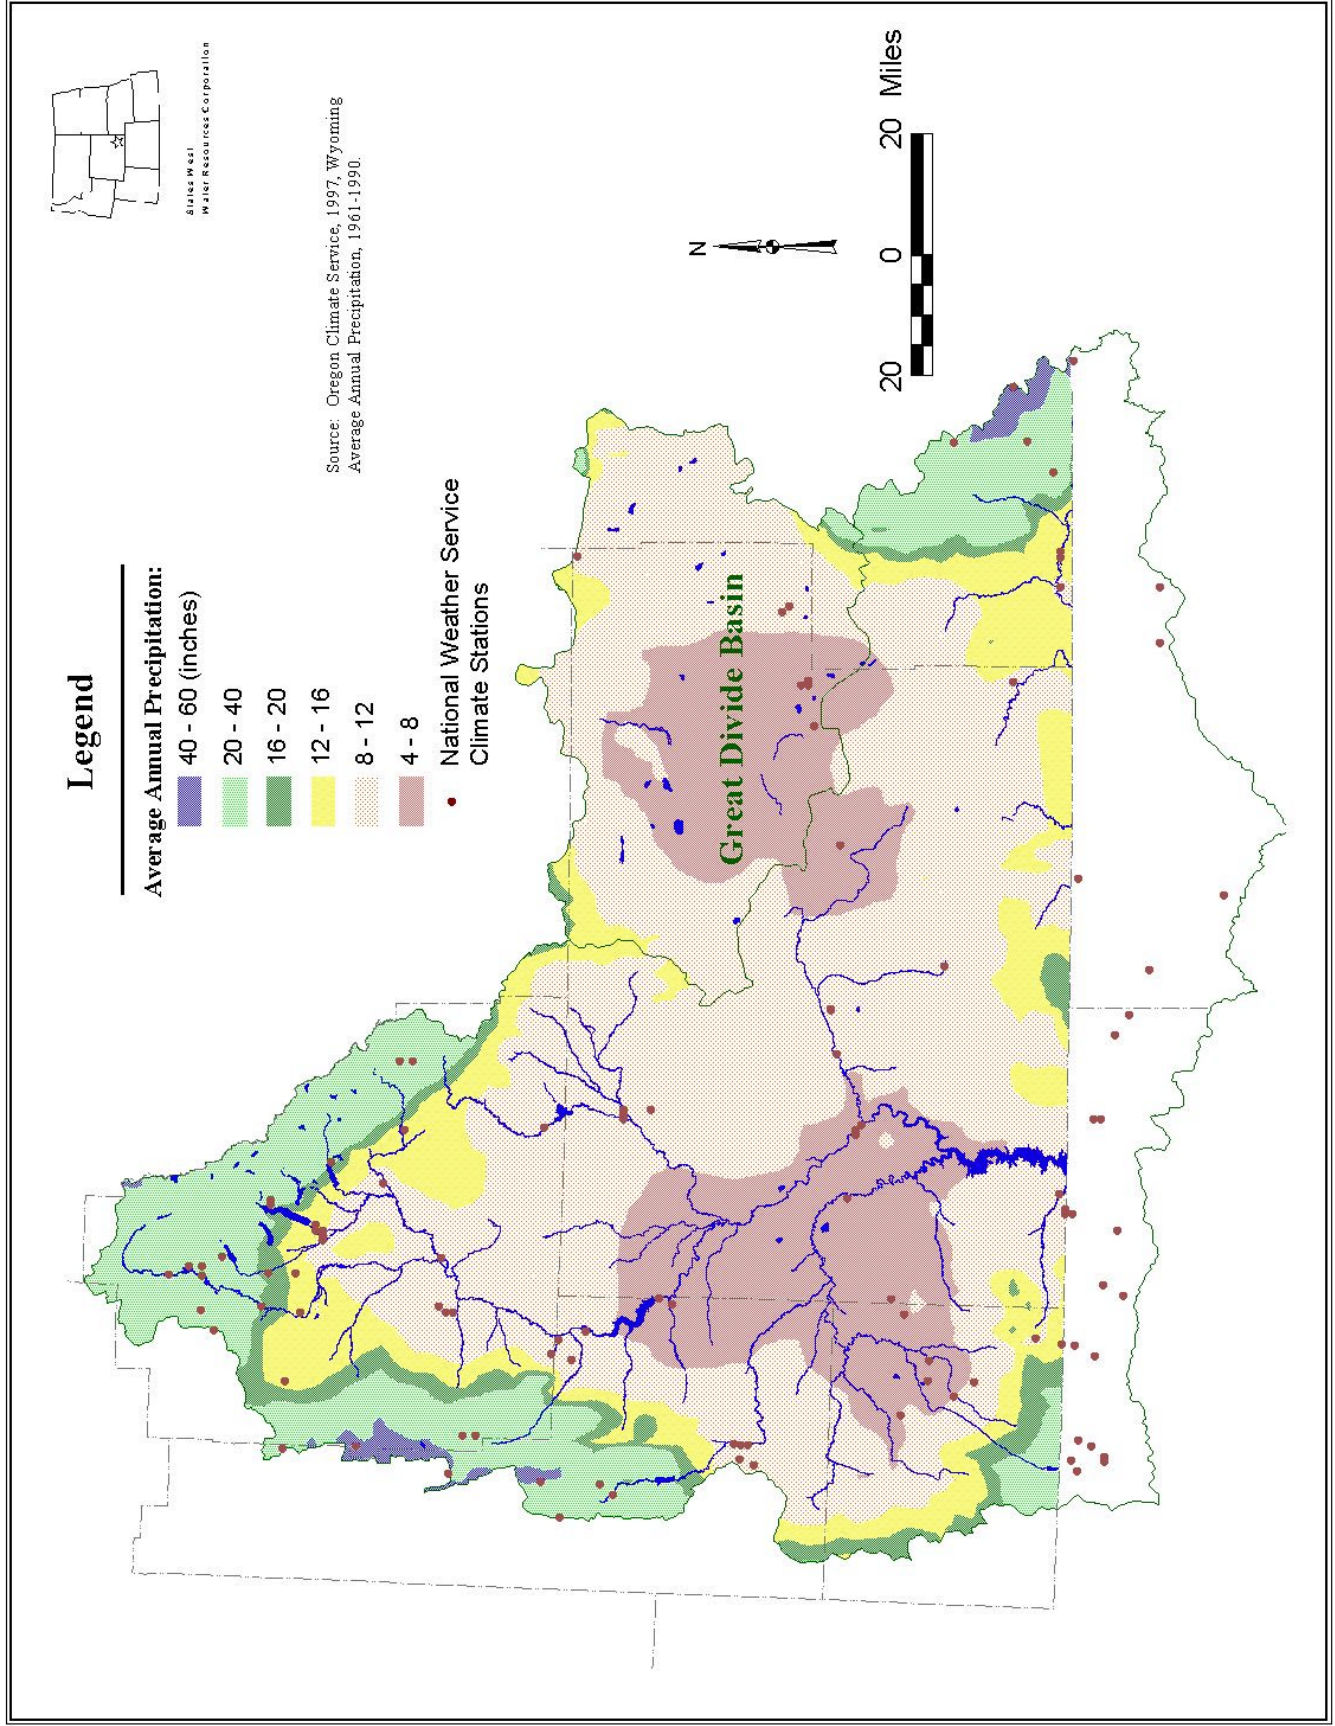 Legend
Average Annual Precipitation:
40 - 60 (inches)
20 - 40
16 - 20
12 - 16
8 - 12
4 - 8
National Weather Service
Climate Stations
States West
Water Resources Corporation
Source: Oregon Climate Service, 1997, Wyoming
Average Annual Precipitation, 1961-1990.
Great Divide Basin
N
20 0 20 Miles